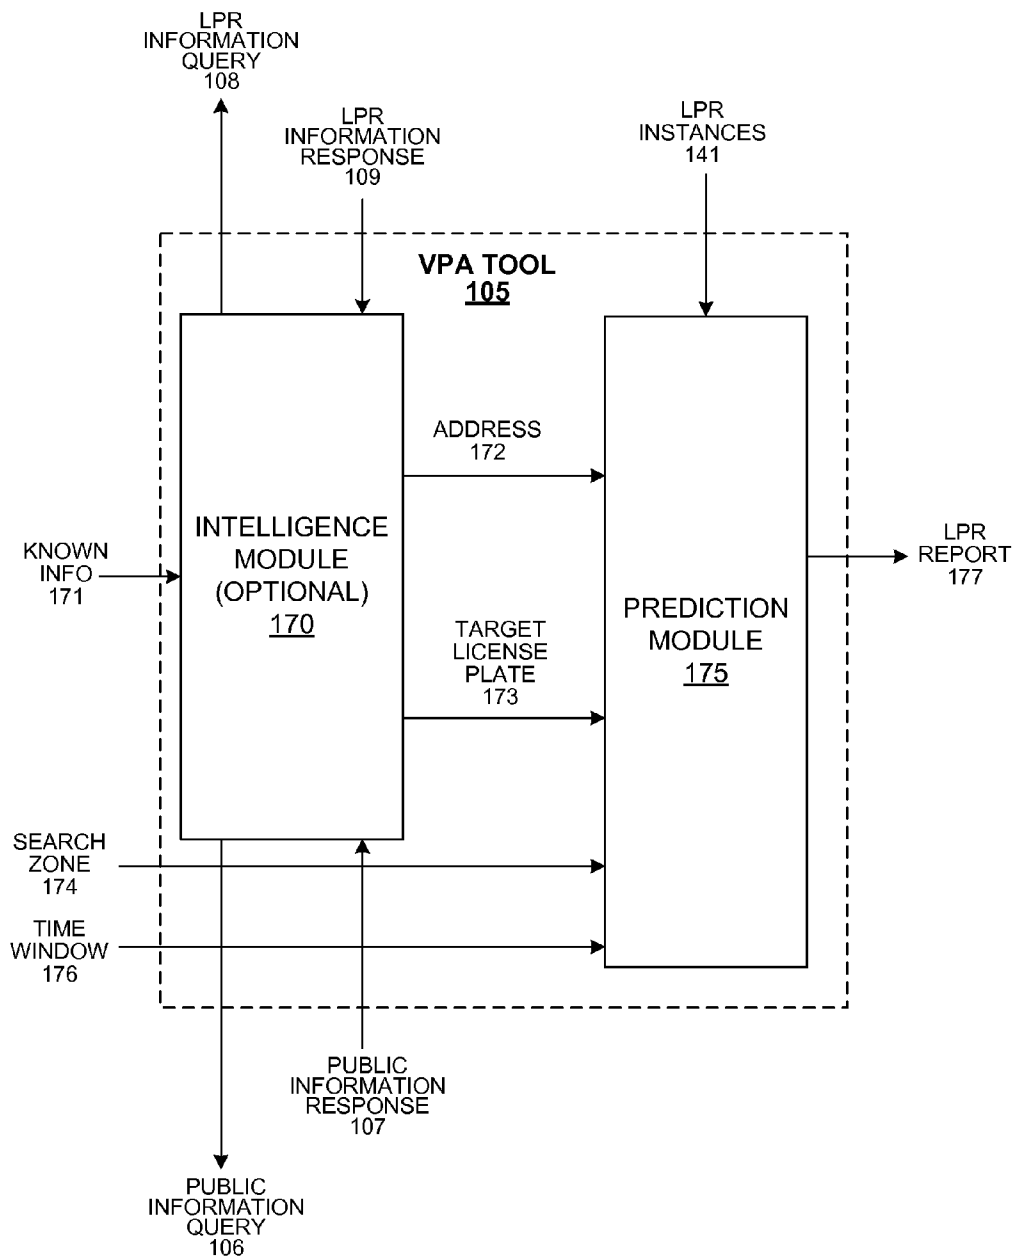 LPR
INFORMATION
QUERY
108
LPR
INFORMATION
RESPONSE
109
LPR
INSTANCES
141
VPA TOOL
105
ADDRESS
172
INTELLIGENCE
MODULE
(OPTIONAL)
170
KNOWN
INFO
171
LPR
REPORT
177
PREDICTION
MODULE
175
TARGET
LICENSE
PLATE
173
SEARCH
ZONE
174
TIME
WINDOW
176
PUBLIC
INFORMATION
RESPONSE
107
PUBLIC
INFORMATION
QUERY
106